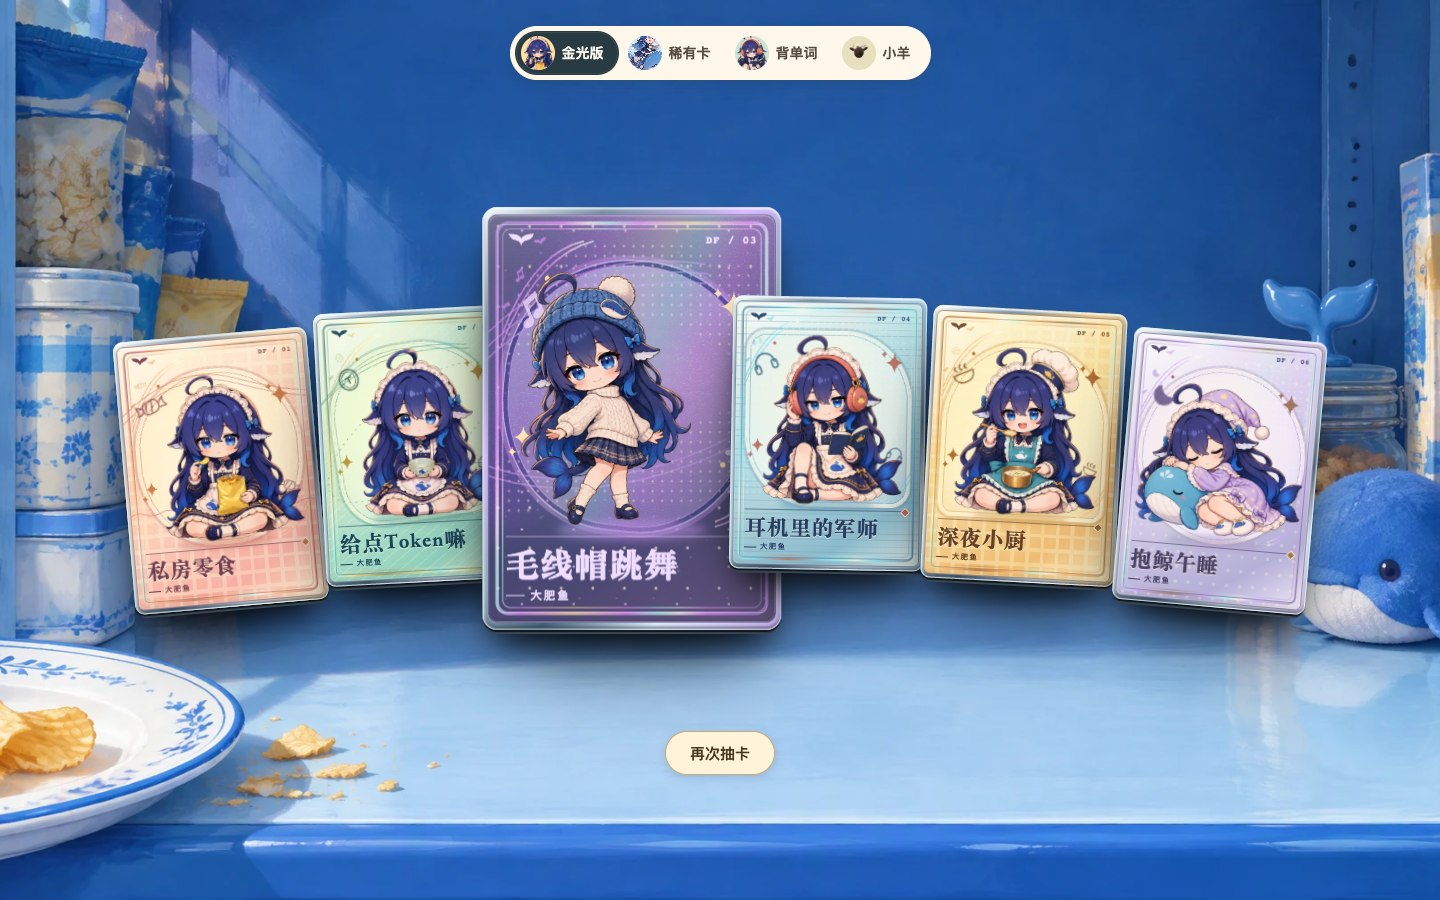 金光版
稀有卡
背单词
小羊
DF / 01
私房零食
— 大肥鱼
DF /
给点Token嘛
— 大肥鱼
DF / 03
毛线帽跳舞
— 大肥鱼
DF / 04
耳机里的军师
— 大肥鱼
DF / 05
深夜小厨
— 大肥鱼
DF / 06
抱鲸午睡
— 大肥鱼
再次抽卡